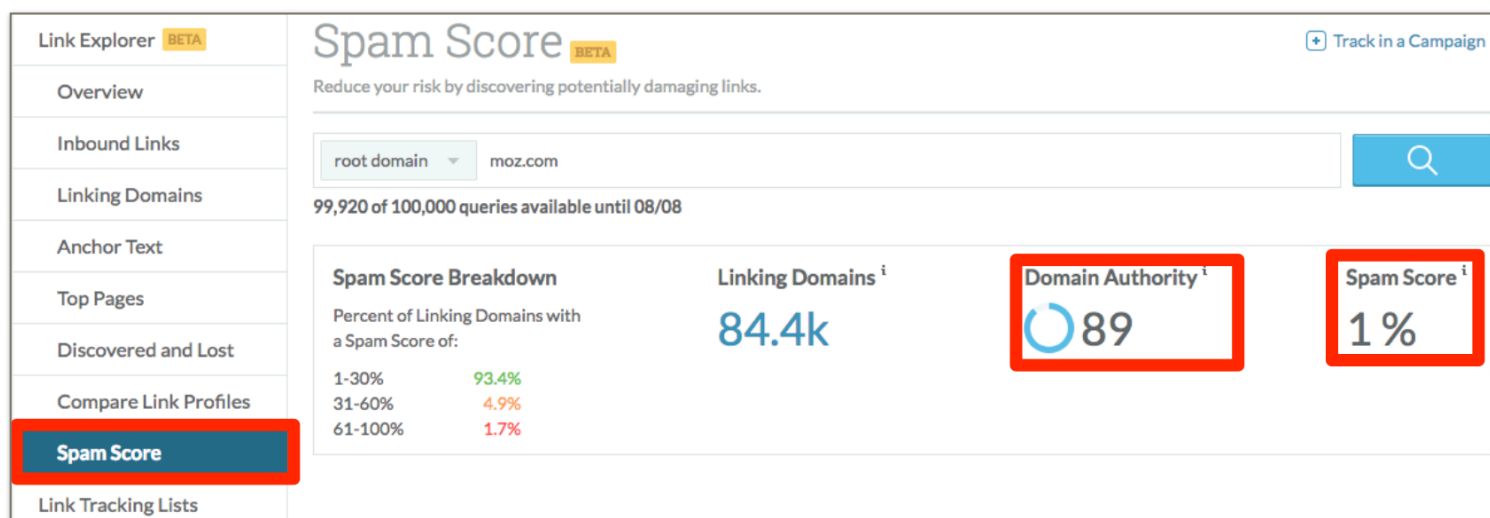 Link Explorer BETA
Overview
Inbound Links
Linking Domains
Anchor Text
Top Pages
Discovered and Lost
Compare Link Profiles
Spam Score
Link Tracking Lists
Spam Score BETA
Track in a Campaign
Reduce your risk by discovering potentially damaging links.
root domain moz.com
99,920 of 100,000 queries available until 08/08
Spam Score Breakdown
Percent of Linking Domains with
a Spam Score of:
1-30% 93.4%
31-60% 4.9%
61-100% 1.7%
Linking Domains i
84.4k
Domain Authority i
89
Spam Score i
1 %